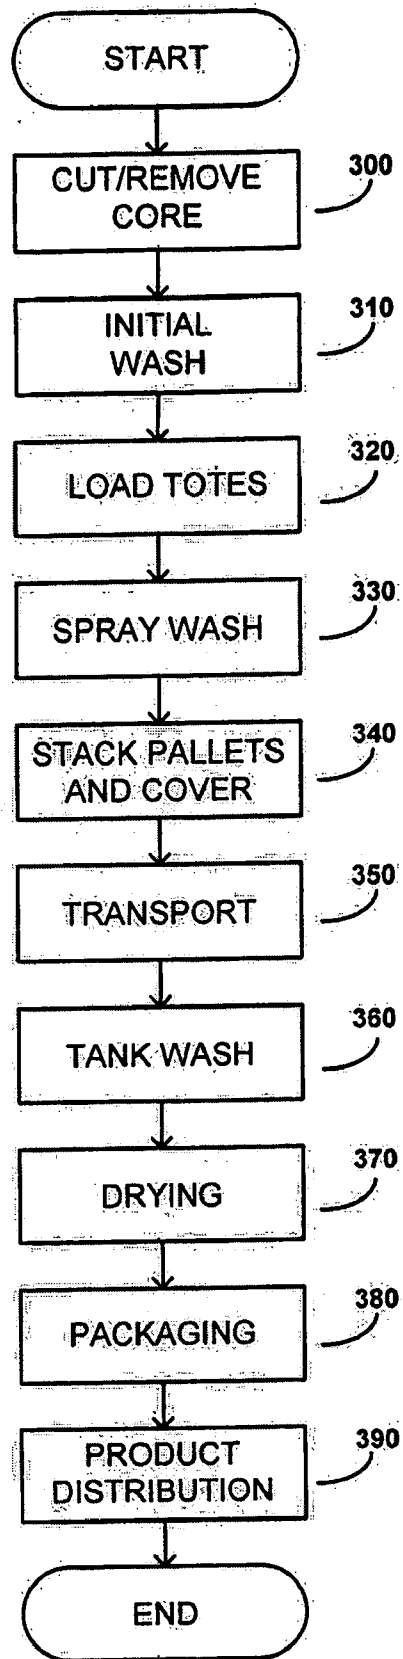 START
CUT/REMOVE
CORE
300
INITIAL
WASH
310
LOAD TOTES
320
SPRAY WASH
330
STACK PALLETS
AND COVER
340
TRANSPORT
350
TANK WASH
360
DRYING
370
PACKAGING
380
PRODUCT
DISTRIBUTION
390
END